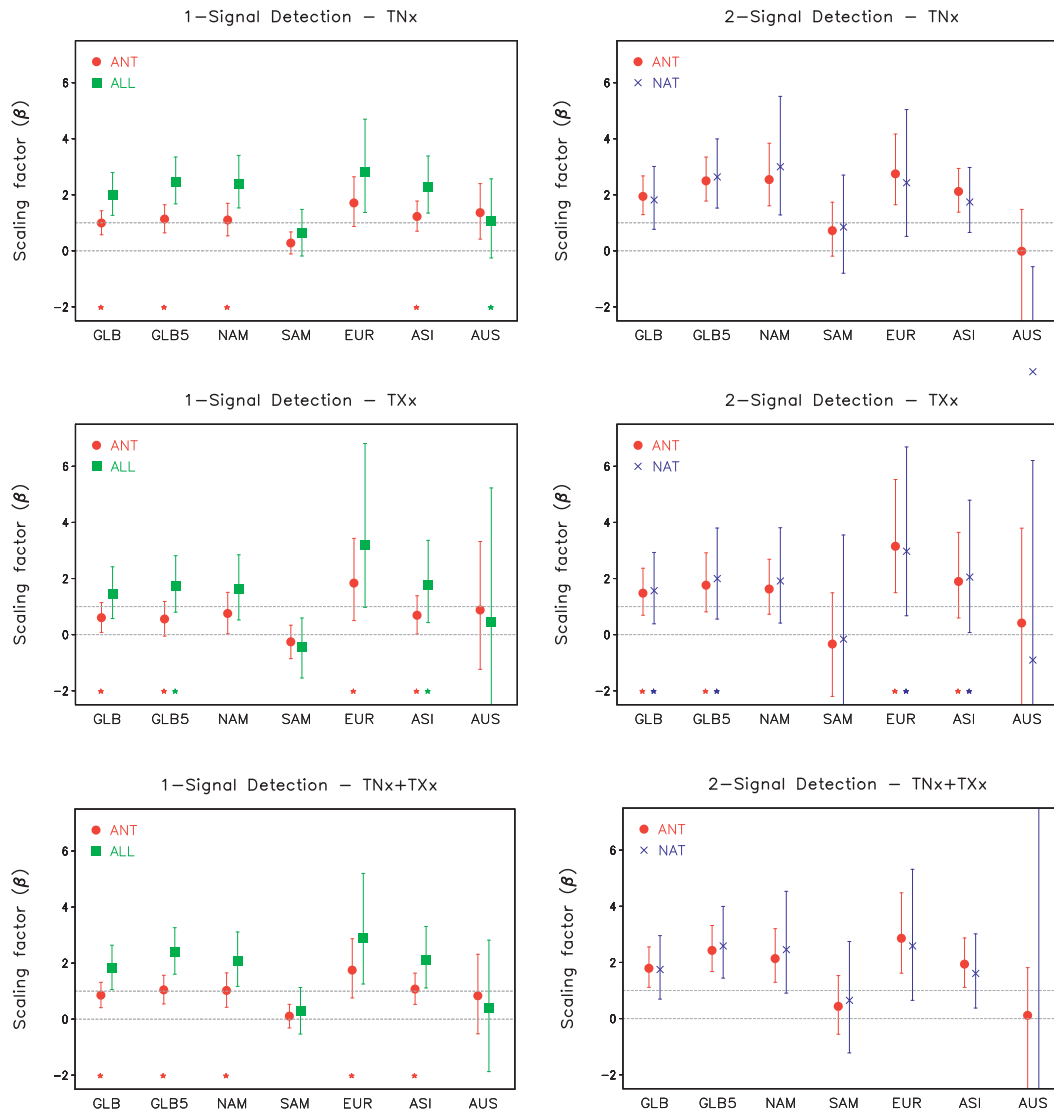 1-Signal Detection - TNx
Scaling factor (β)
ANT
ALL
6
4
2
0
-2
GLB GLB5 NAM SAM EUR ASI AUS
2-Signal Detection - TNx
Scaling factor (β)
ANT
NAT
6
4
2
0
-2
GLB GLB5 NAM SAM EUR ASI AUS
1-Signal Detection - TXx
Scaling factor (β)
ANT
ALL
6
4
2
0
-2
GLB GLB5 NAM SAM EUR ASI AUS
2-Signal Detection - TXx
Scaling factor (β)
ANT
NAT
6
4
2
0
-2
GLB GLB5 NAM SAM EUR ASI AUS
1-Signal Detection - TNx+TXx
Scaling factor (β)
ANT
ALL
6
4
2
0
-2
GLB GLB5 NAM SAM EUR ASI AUS
2-Signal Detection - TNx+TXx
Scaling factor (β)
ANT
NAT
6
4
2
0
-2
GLB GLB5 NAM SAM EUR ASI AUS